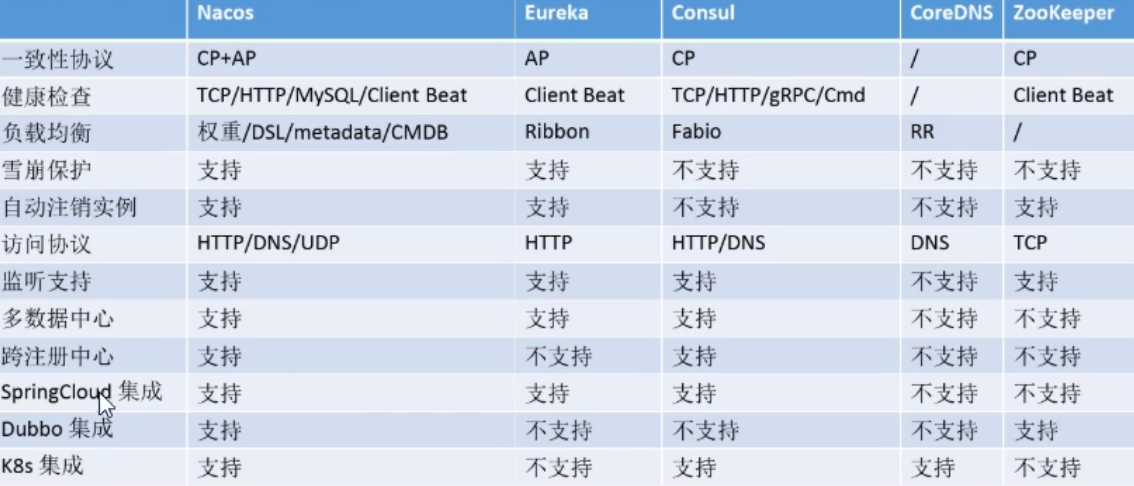 Nacos Eureka Consul CoreDNS ZooKeeper
一致性协议 CP+AP AP CP / CP
健康检查 TCP/HTTP/MySQL/Client Beat Client Beat TCP/HTTP/gRPC/Cmd / Client Beat
负载均衡 权重/DSL/metadata/CMDB Ribbon Fabio RR /
雪崩保护 支持 支持 不支持 不支持 不支持
自动注销实例 支持 支持 不支持 不支持 支持
访问协议 HTTP/DNS/UDP HTTP HTTP/DNS DNS TCP
监听支持 支持 支持 支持 不支持 支持
多数据中心 支持 支持 支持 不支持 不支持
跨注册中心 支持 不支持 支持 不支持 不支持
SpringCloud 集成 支持 支持 支持 不支持 不支持
Dubbo 集成 支持 不支持 不支持 不支持 支持
K8s 集成 支持 不支持 支持 支持 不支持